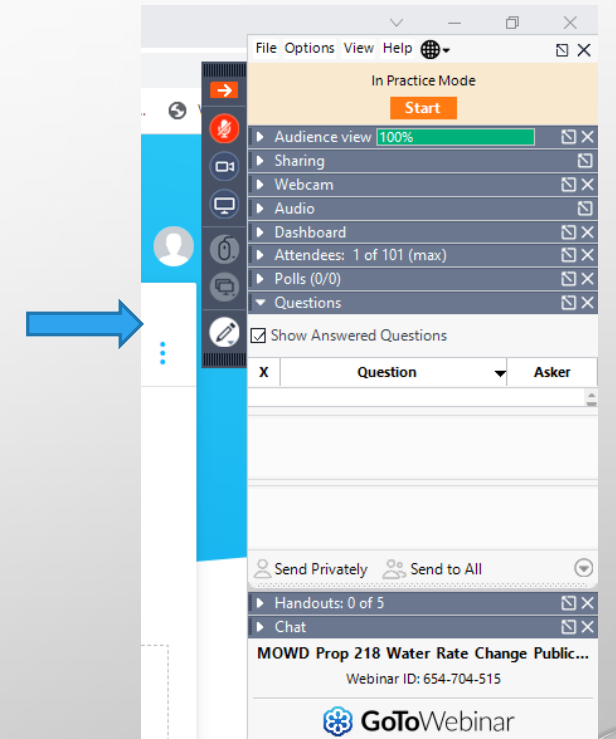 File Options View Help
In Practice Mode
Start
Audience view 100%
Sharing
Webcam
Audio
Dashboard
Attendees: 1 of 101 (max)
Polls (0/0)
Questions
Show Answered Questions
X Question Asker
Send Privately Send to All
Handouts: 0 of 5
Chat
MOWD Prop 218 Water Rate Change Public...
Webinar ID: 654-704-515
GoToWebinar